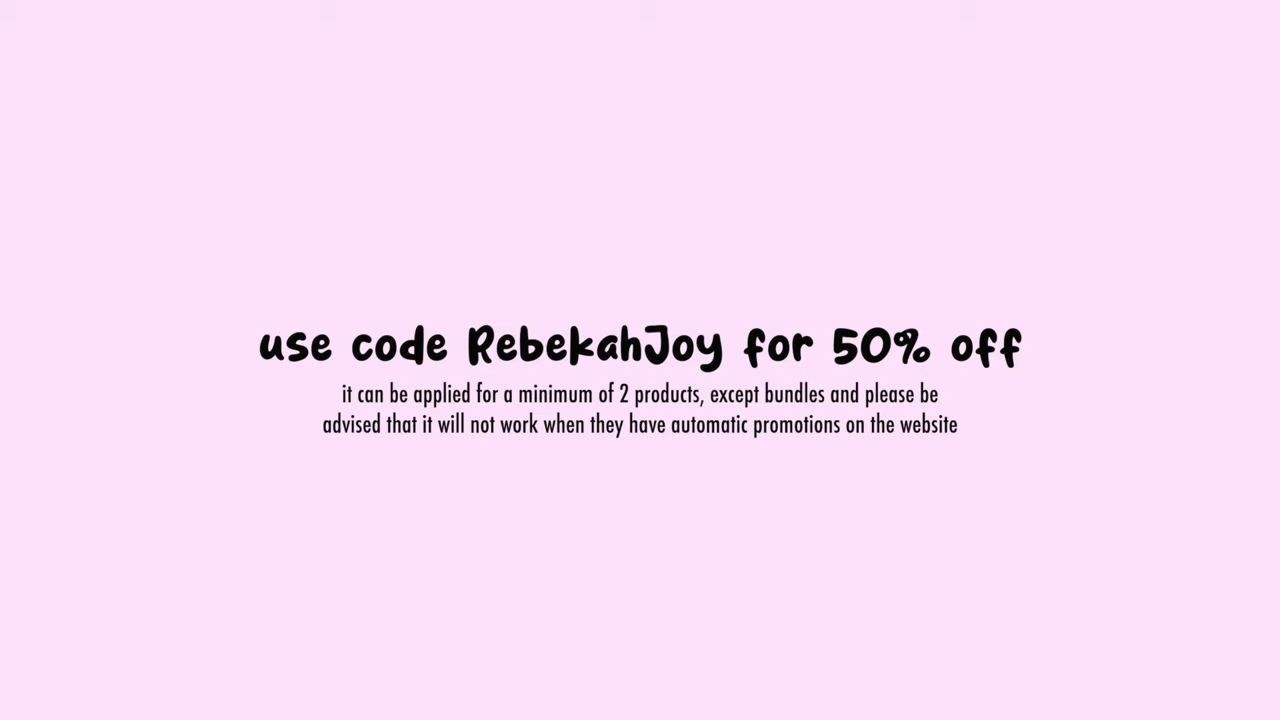 use code RebekahJoy for 50% off
it can be applied for a minimum of 2 products, except bundles and please be
advised that it will not work when they have automatic promotions on the website